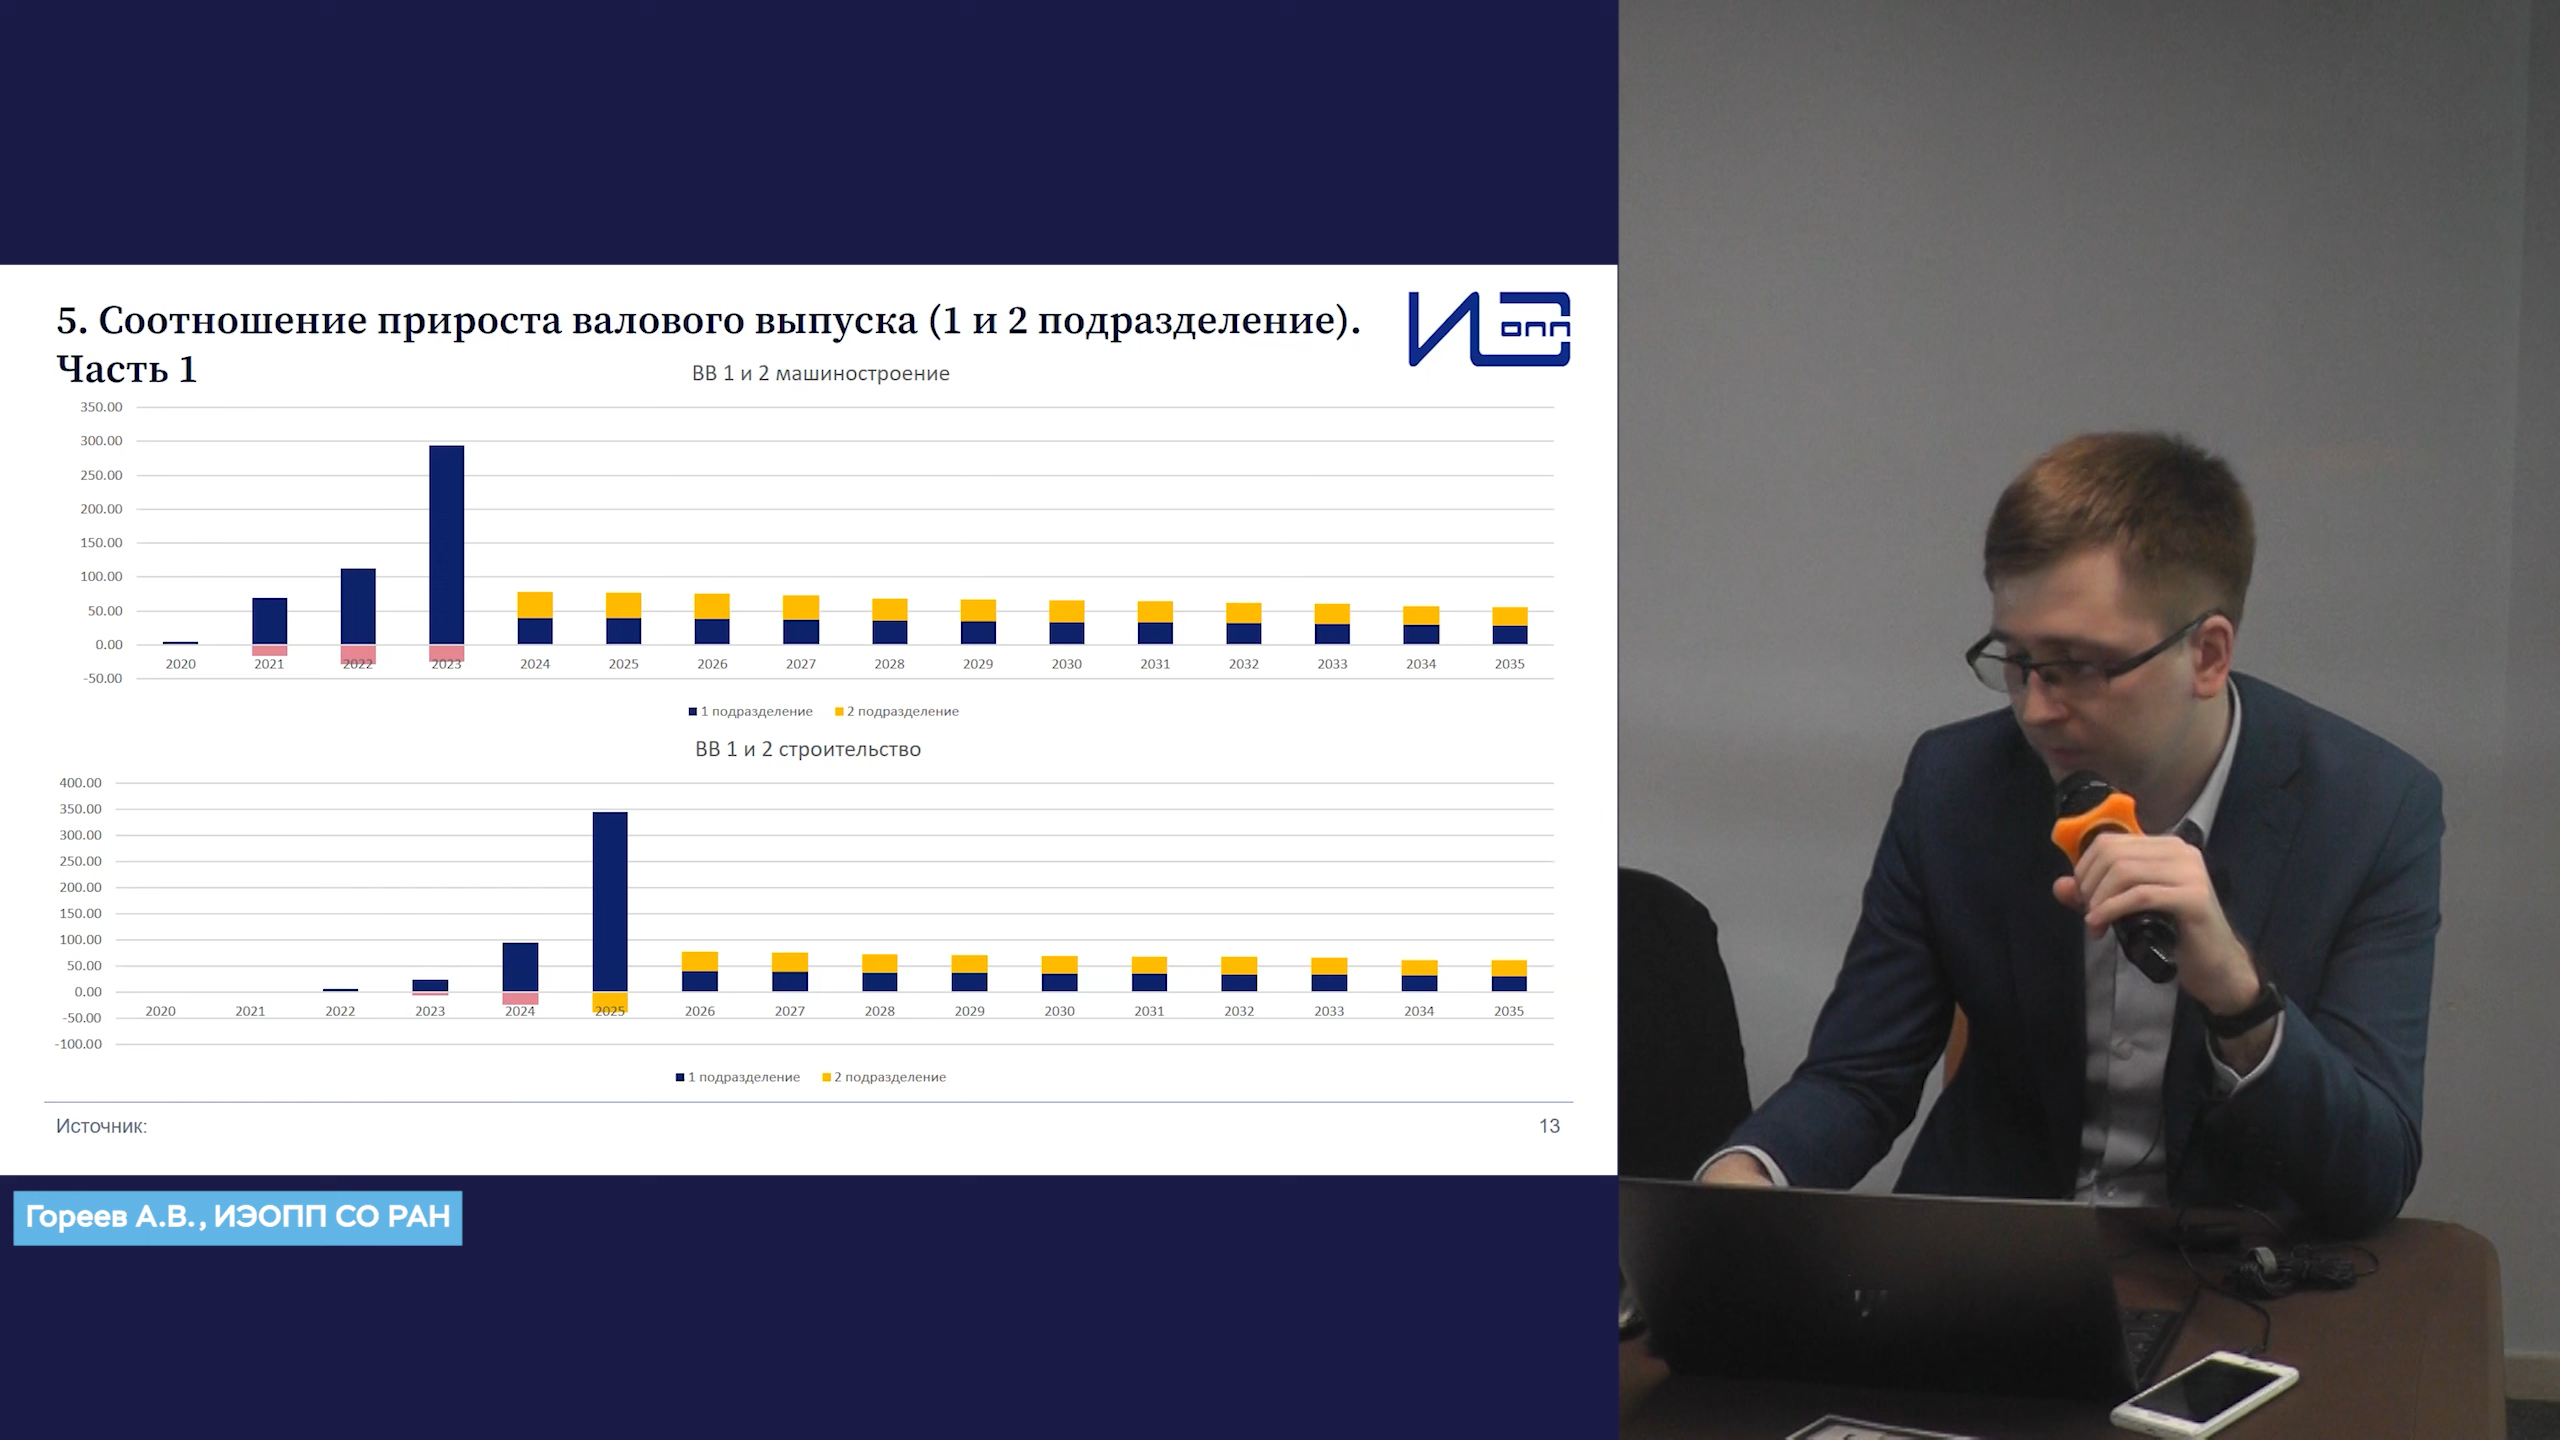 5. Соотношение прироста валового выпуска (1 и 2 подразделение).
Часть 1
ИЭ
опп
ВВ 1 и 2 машиностроение
350.00
300.00
250.00
200.00
150.00
100.00
50.00
0.00
-50.00
2020 2021 2022 2023 2024 2025 2026 2027 2028 2029 2030 2031 2032 2033 2034 2035
1 подразделение 2 подразделение
ВВ 1 и 2 строительство
400.00
350.00
300.00
250.00
200.00
150.00
100.00
50.00
0.00
-50.00
-100.00
2020 2021 2022 2023 2024 2025 2026 2027 2028 2029 2030 2031 2032 2033 2034 2035
1 подразделение 2 подразделение
Источник:
13
Гореев А.В., ИЭОПП СО РАН